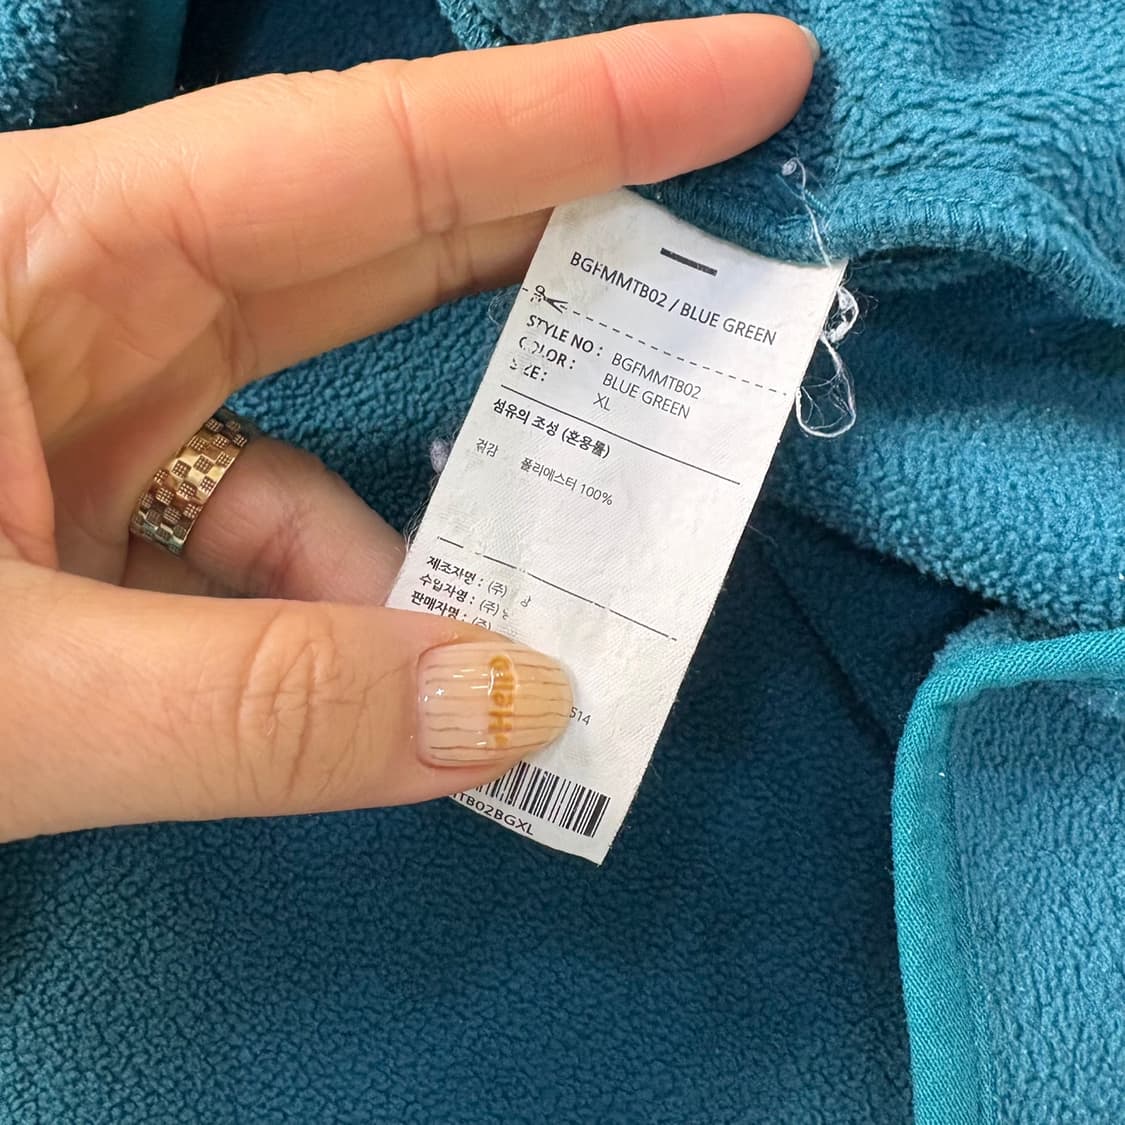 BGFMMTB02 / BLUE GREEN
STYLE NO : BGFMMTB02
COLOR : BLUE GREEN
SIZE : XL
섬유의 조성 (혼용률)
겉감 폴리에스터 100%
제조자명 : (주)
수입자명 : (주)
판매자명 : (주)
514
TB02BGXL